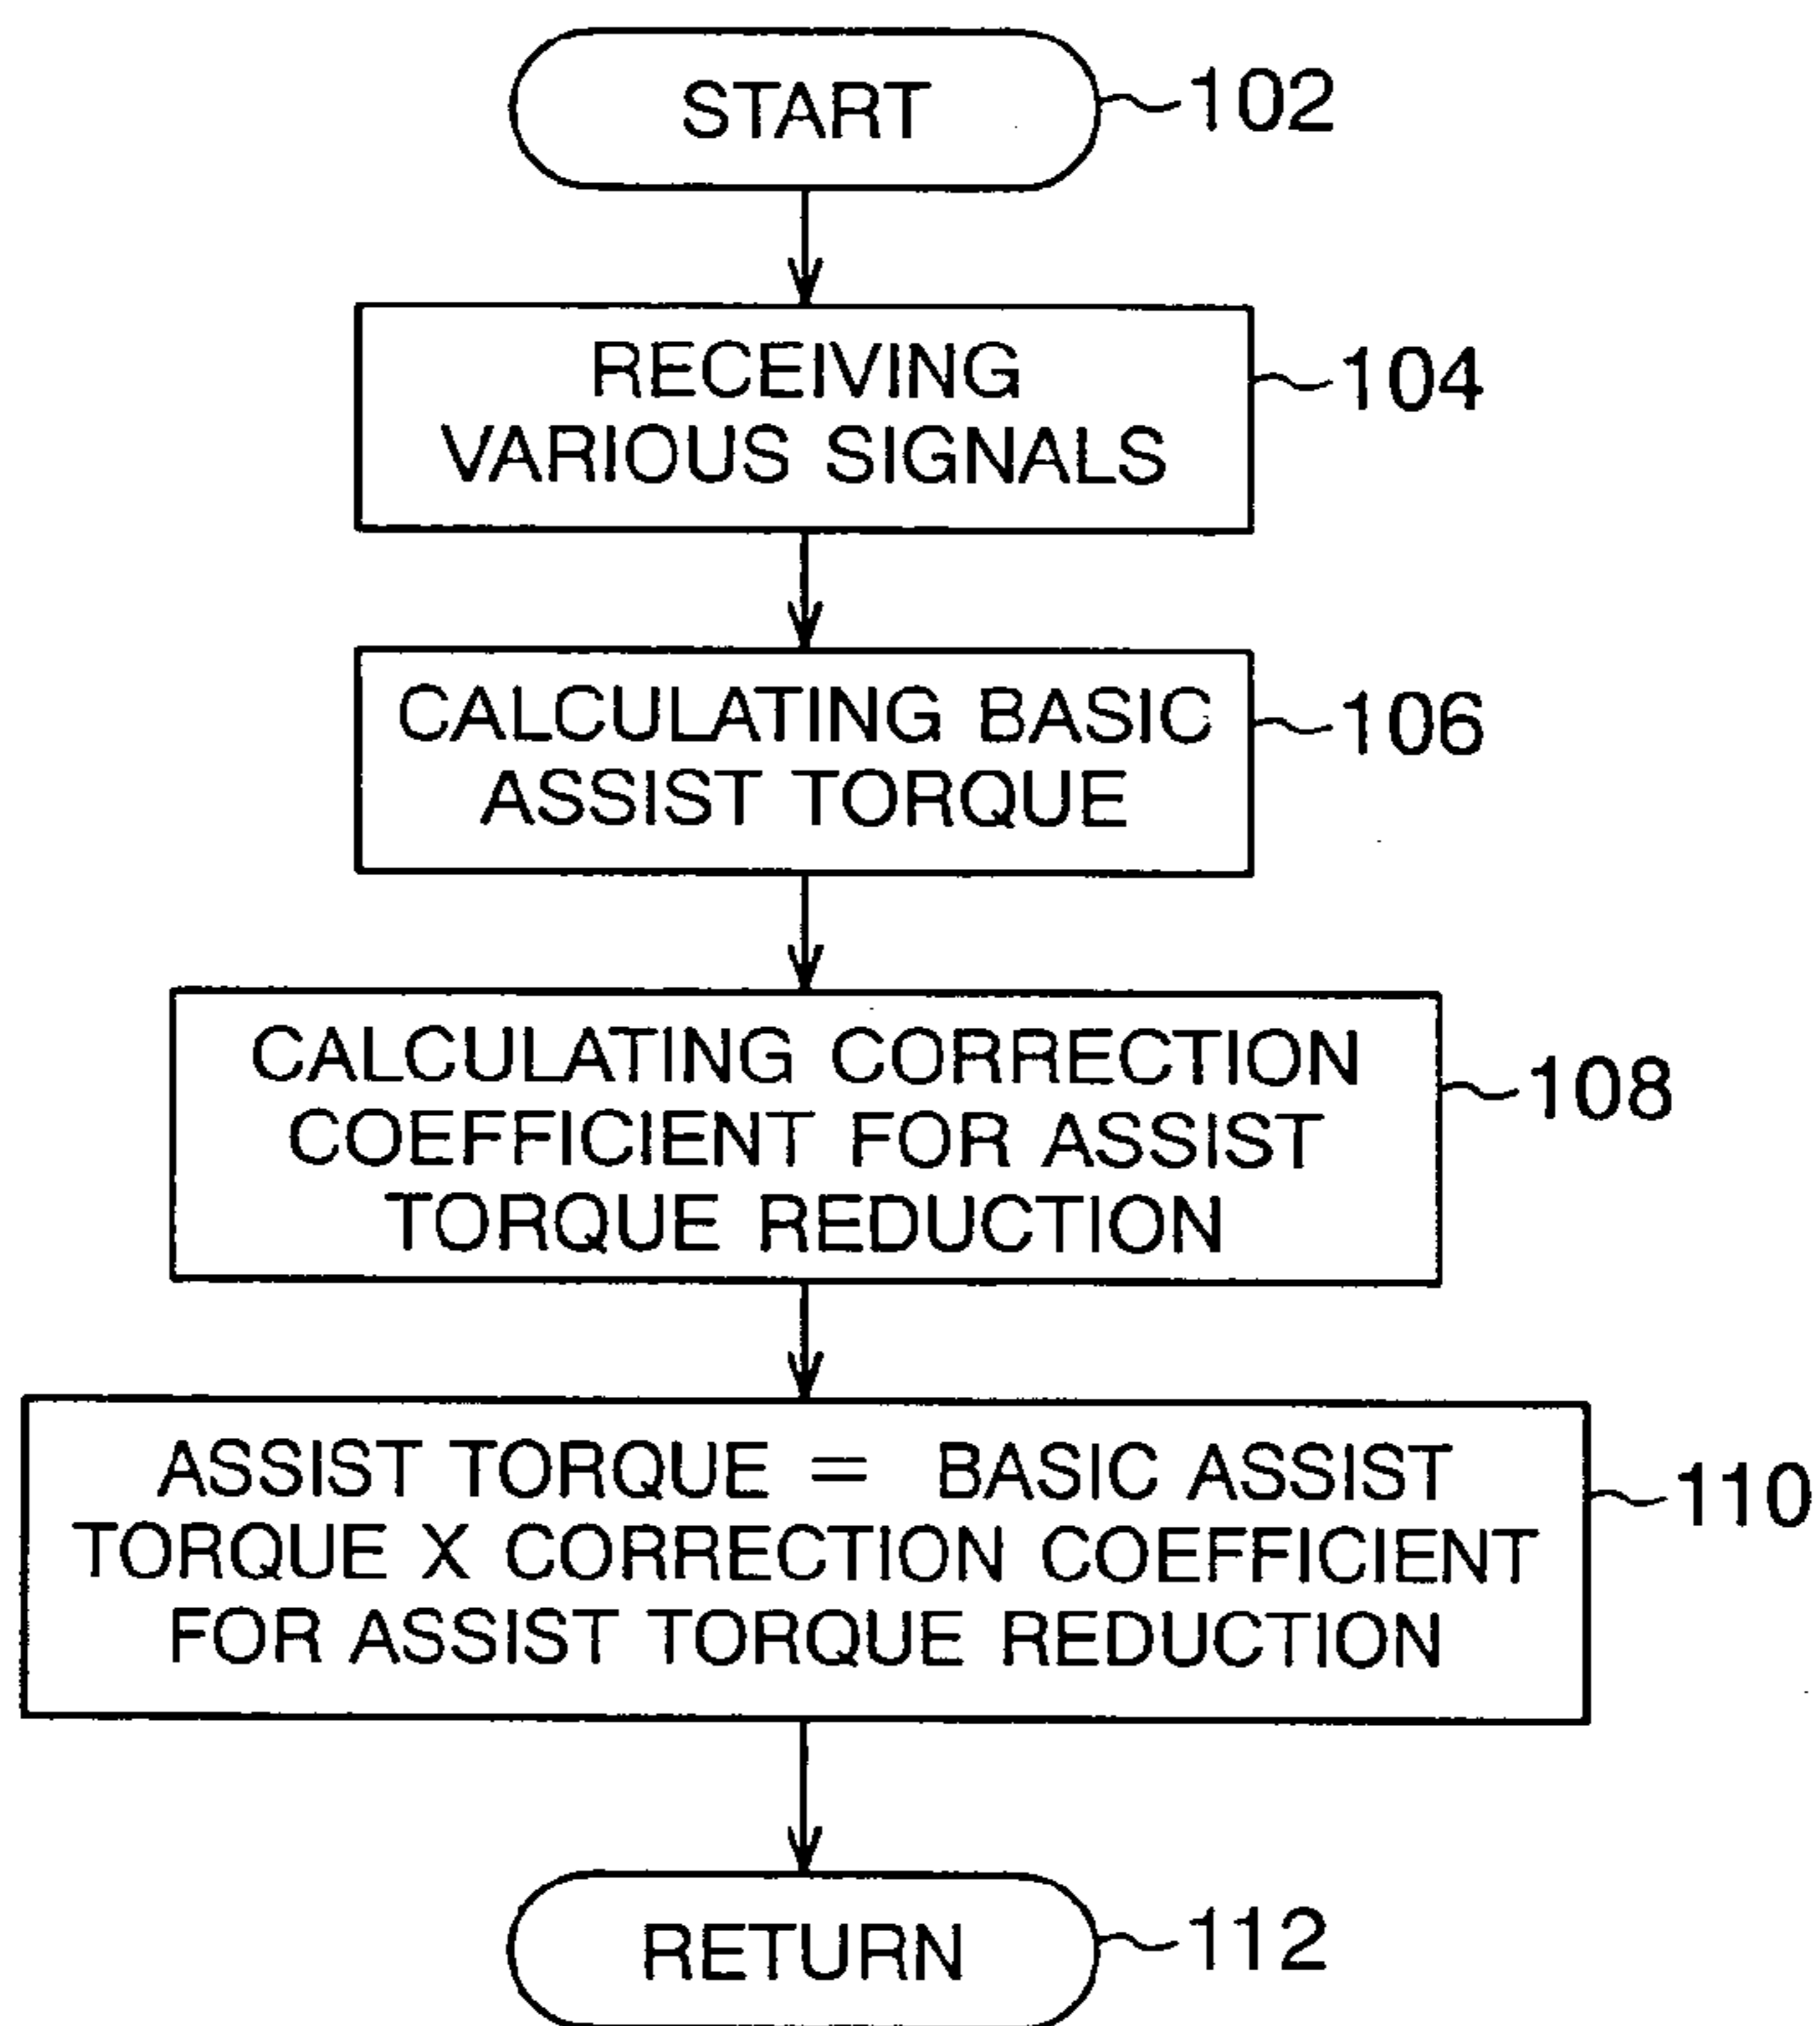 START
102
RECEIVING
VARIOUS SIGNALS
104
CALCULATING BASIC
ASSIST TORQUE
106
CALCULATING CORRECTION
COEFFICIENT FOR ASSIST
TORQUE REDUCTION
108
ASSIST TORQUE = BASIC ASSIST
TORQUE X CORRECTION COEFFICIENT
FOR ASSIST TORQUE REDUCTION
110
RETURN
112